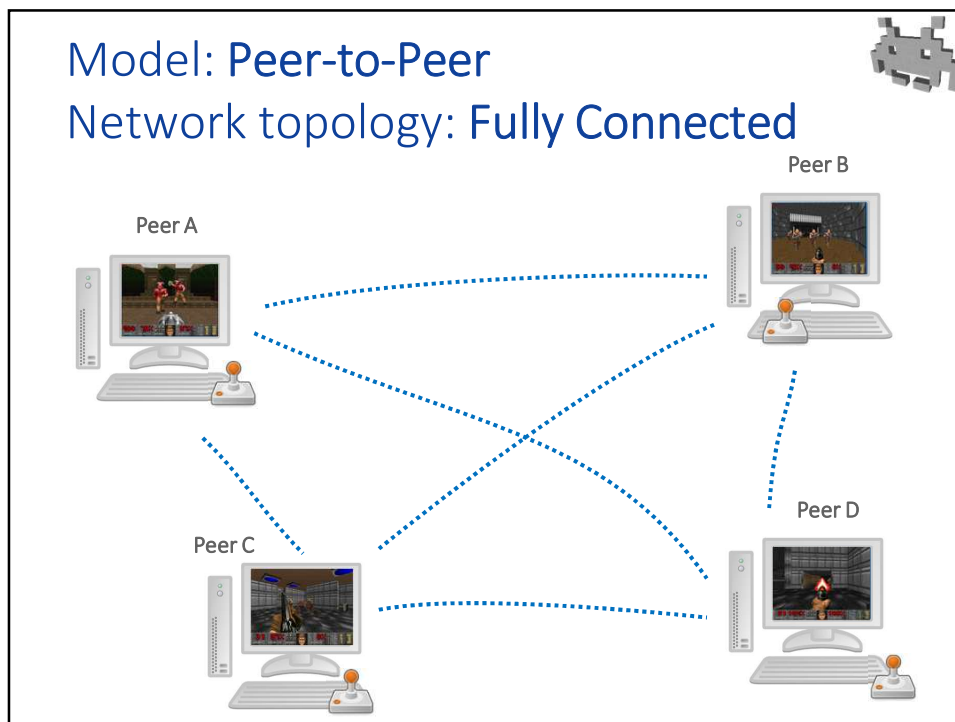 Model: Peer-to-Peer
Network topology: Fully Connected
Peer B
Peer A
Peer D
Peer C